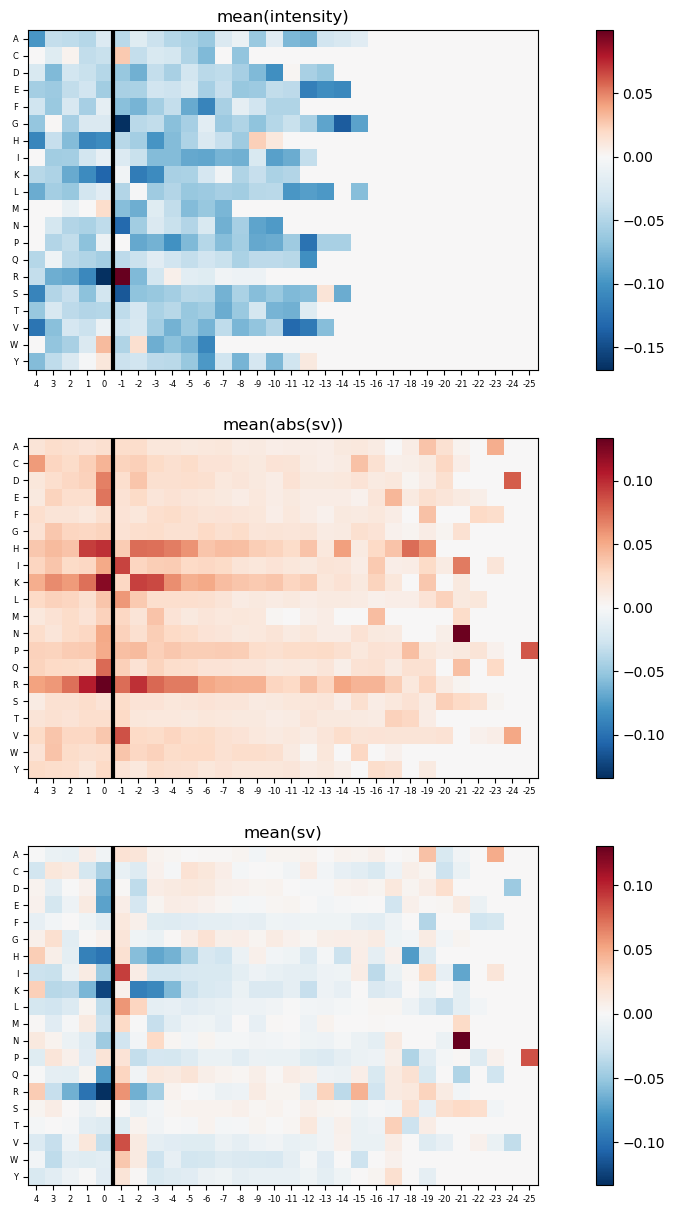 mean(intensity)
A
C
D
E
F
G
H
I
K
L
M
N
P
Q
R
S
T
V
W
Y
4 3 2 1 0 -1 -2 -3 -4 -5 -6 -7 -8 -9 -10 -11 -12 -13 -14 -15 -16 -17 -18 -19 -20 -21 -22 -23 -24 -25
0.05
0.00
−0.05
−0.10
−0.15
mean(abs(sv))
A
C
D
E
F
G
H
I
K
L
M
N
P
Q
R
S
T
V
W
Y
4 3 2 1 0 -1 -2 -3 -4 -5 -6 -7 -8 -9 -10 -11 -12 -13 -14 -15 -16 -17 -18 -19 -20 -21 -22 -23 -24 -25
0.10
0.05
0.00
−0.05
−0.10
mean(sv)
A
C
D
E
F
G
H
I
K
L
M
N
P
Q
R
S
T
V
W
Y
4 3 2 1 0 -1 -2 -3 -4 -5 -6 -7 -8 -9 -10 -11 -12 -13 -14 -15 -16 -17 -18 -19 -20 -21 -22 -23 -24 -25
0.10
0.05
0.00
−0.05
−0.10